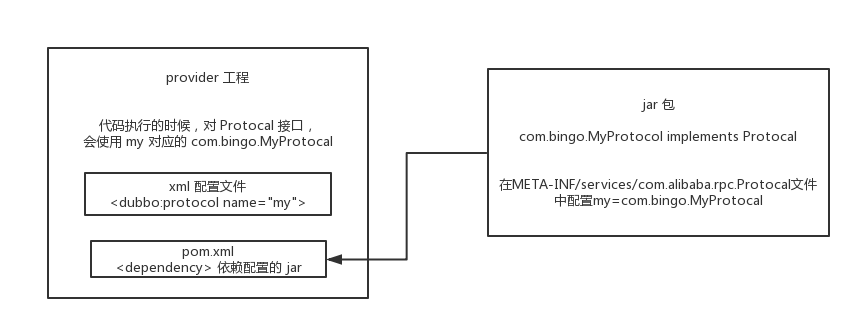 provider 工程
代码执行的时候，对 Protocal 接口，
会使用 my 对应的 com.bingo.MyProtocal
xml 配置文件
<dubbo:protocol name="my">
pom.xml
<dependency> 依赖配置的 jar
jar 包
com.bingo.MyProtocol implements Protocal
在META-INF/services/com.alibaba.rpc.Protocal文件
中配置my=com.bingo.MyProtocal